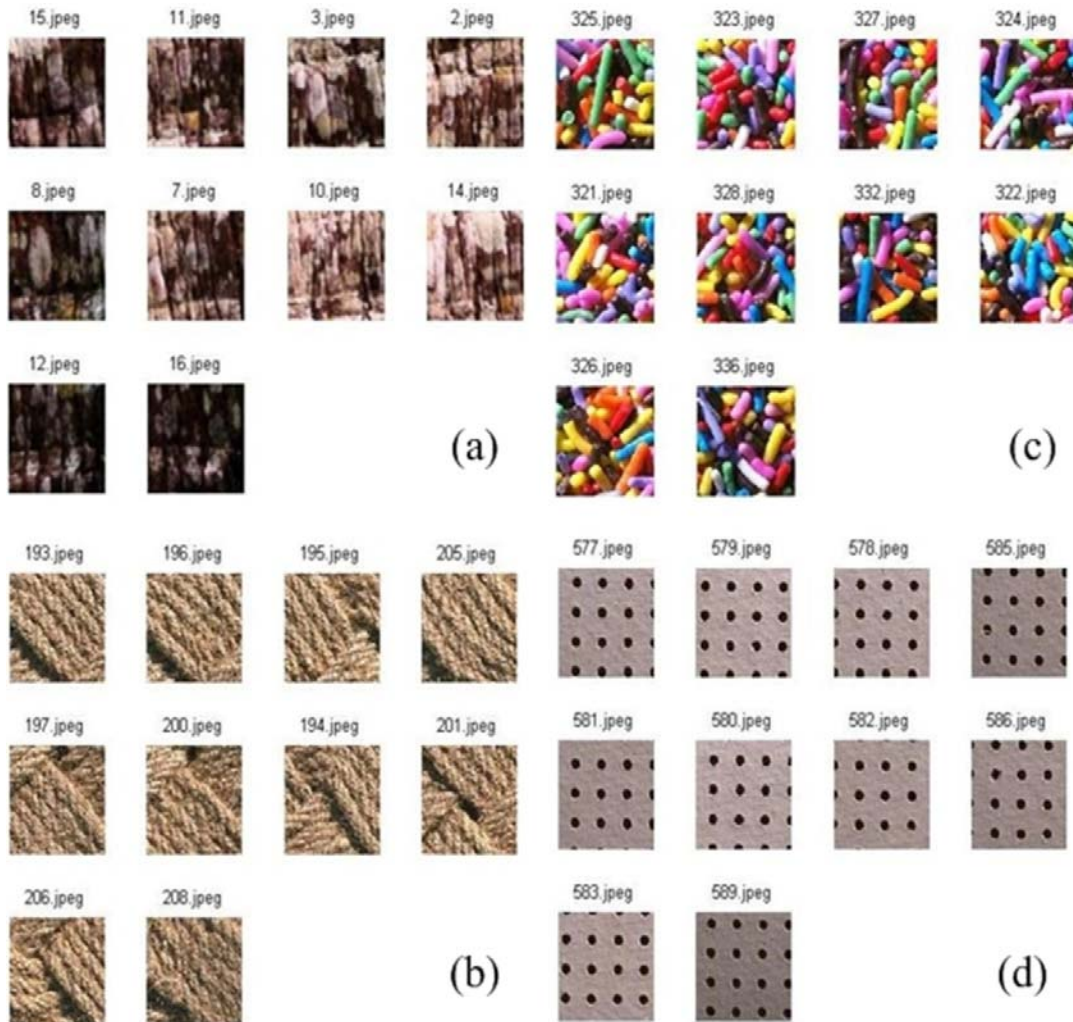 15.jpeg 11.jpeg 3.jpeg 2.jpeg
8.jpeg 7.jpeg 10.jpeg 14.jpeg
12.jpeg 16.jpeg
(a)
325.jpeg 323.jpeg 327.jpeg 324.jpeg
321.jpeg 328.jpeg 332.jpeg 322.jpeg
326.jpeg 336.jpeg
(c)
193.jpeg 196.jpeg 195.jpeg 205.jpeg
197.jpeg 200.jpeg 194.jpeg 201.jpeg
206.jpeg 208.jpeg
(b)
577.jpeg 579.jpeg 578.jpeg 585.jpeg
581.jpeg 580.jpeg 582.jpeg 586.jpeg
583.jpeg 589.jpeg
(d)